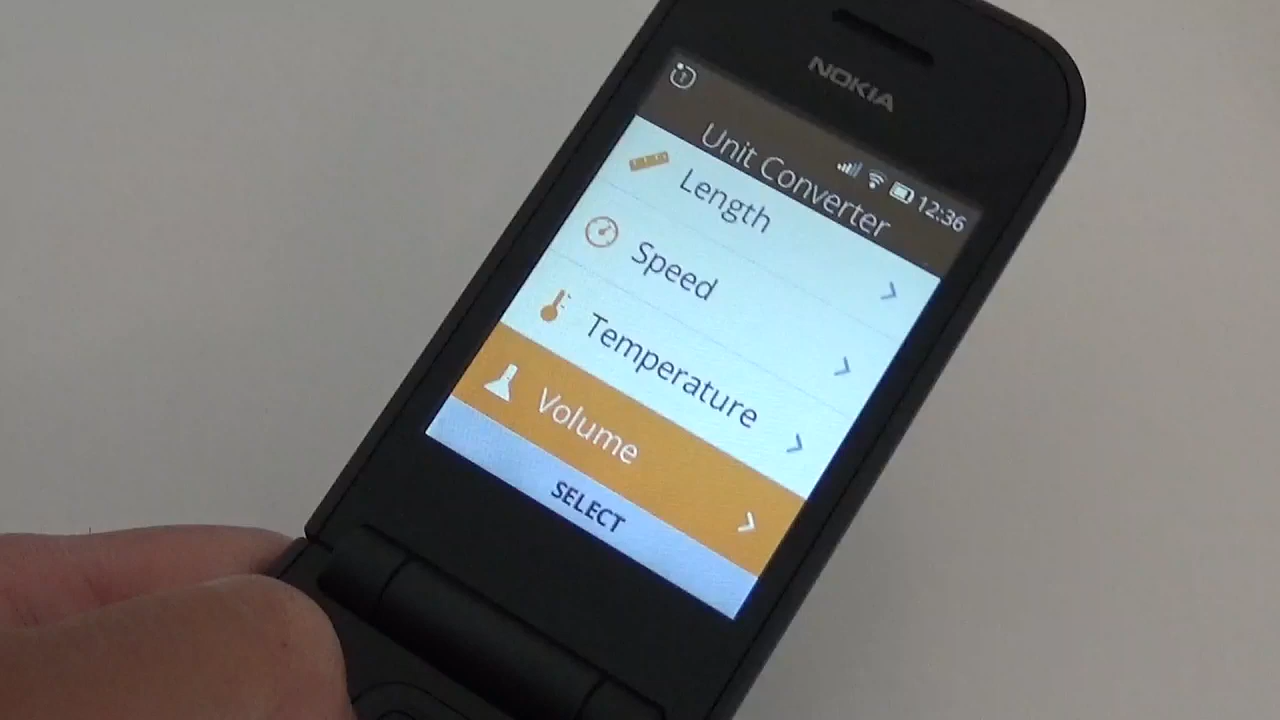 NOKIA
12:36
Unit Converter
Length
Speed
Temperature
Volume
SELECT